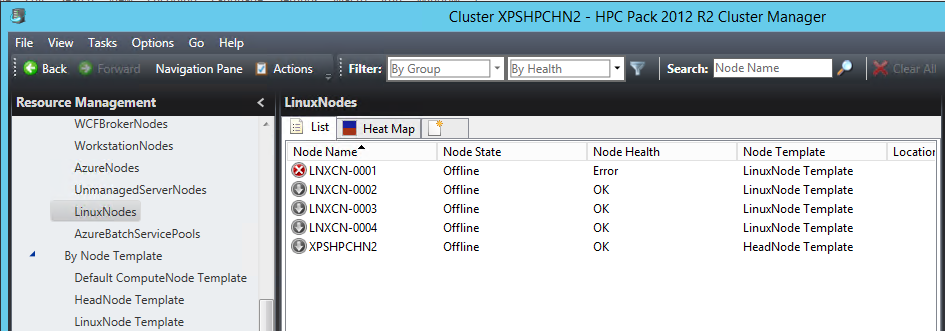 Cluster XPSHPCHN2 - HPC Pack 2012 R2 Cluster Manager
File View Tasks Options Go Help
Back Forward Navigation Pane Actions Filter: By Group By Health Search: Node Name Clear All
Resource Management <
WCFBrokerNodes
WorkstationNodes
AzureNodes
UnmanagedServerNodes
LinuxNodes
AzureBatchServicePools
By Node Template
Default ComputeNode Template
HeadNode Template
LinuxNode Template
LinuxNodes
List Heat Map
Node Name Node State Node Health Node Template Location
LNXCN-0001 Offline Error LinuxNode Template
LNXCN-0002 Offline OK LinuxNode Template
LNXCN-0003 Offline OK LinuxNode Template
LNXCN-0004 Offline OK LinuxNode Template
XPSHPCHN2 Offline OK HeadNode Template